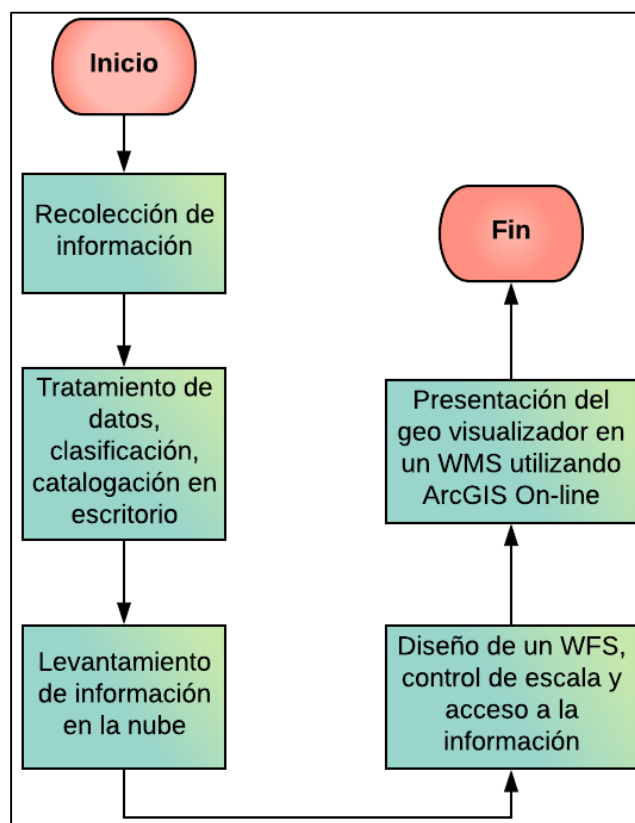 Inicio
Recolección de
información
Tratamiento de
datos,
clasificación,
catalogación en
escritorio
Levantamiento
de información
en la nube
Diseño de un WFS,
control de escala y
acceso a la
información
Presentación del
geo visualizador en
un WMS utilizando
ArcGIS On-line
Fin